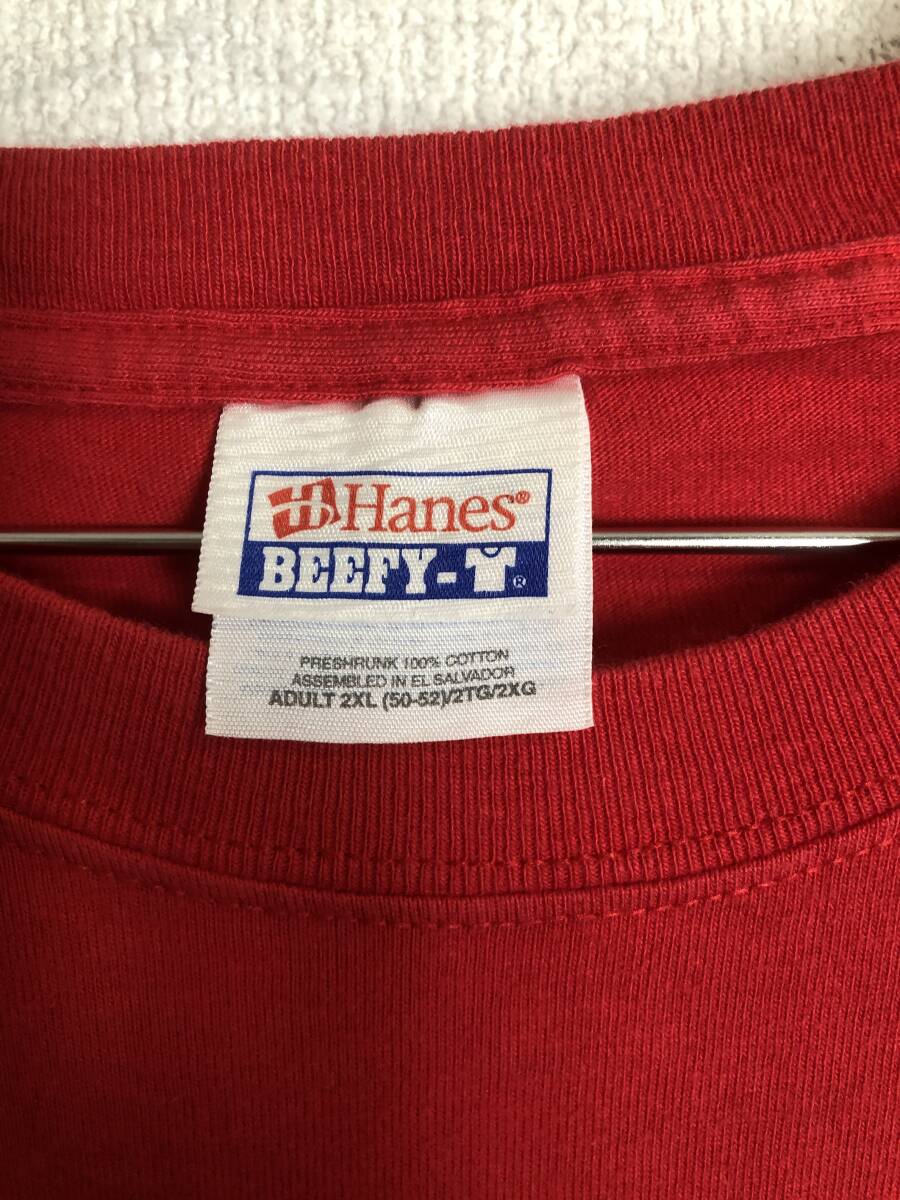 Hanes®
BEEFY-T®
PRESHRUNK 100% COTTON
ASSEMBLED IN EL SALVADOR
ADULT 2XL (50-52)/2TG/2XG